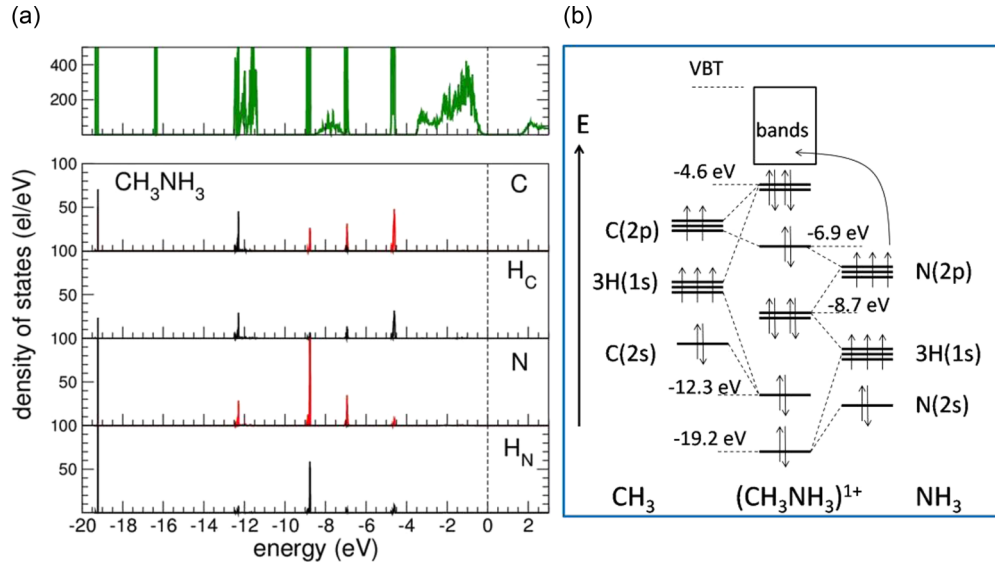 (a)
(b)
400
200
100
CH3NH3
C
50
100
HC
50
100
N
50
100
HN
50
-20 -18 -16 -14 -12 -10 -8 -6 -4 -2 0 2
density of states (el/eV)
energy (eV)
VBT
E
bands
-4.6 eV
C(2p)
-6.9 eV
N(2p)
3H(1s)
-8.7 eV
C(2s)
3H(1s)
-12.3 eV
N(2s)
-19.2 eV
CH3 (CH3NH3)1+ NH3